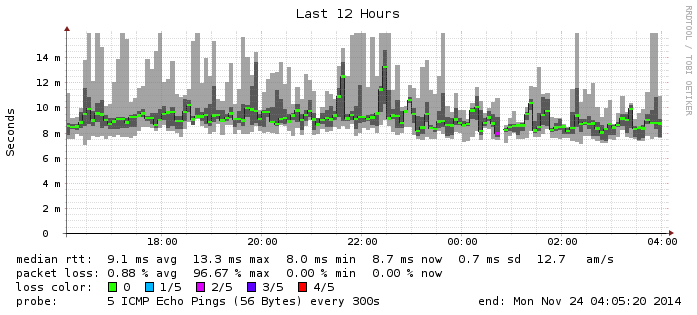 Last 12 Hours
RRDTOOL / TOBI OETIKER
Seconds
14 m
12 m
10 m
8 m
6 m
4 m
2 m
0
18:00 20:00 22:00 00:00 02:00 04:00
median rtt: 9.1 ms avg 13.3 ms max 8.0 ms min 8.7 ms now 0.7 ms sd 12.7 am/s
packet loss: 0.88 % avg 96.67 % max 0.00 % min 0.00 % now
loss color: 0 1/5 2/5 3/5 4/5
probe: 5 ICMP Echo Pings (56 Bytes) every 300s end: Mon Nov 24 04:05:20 2014